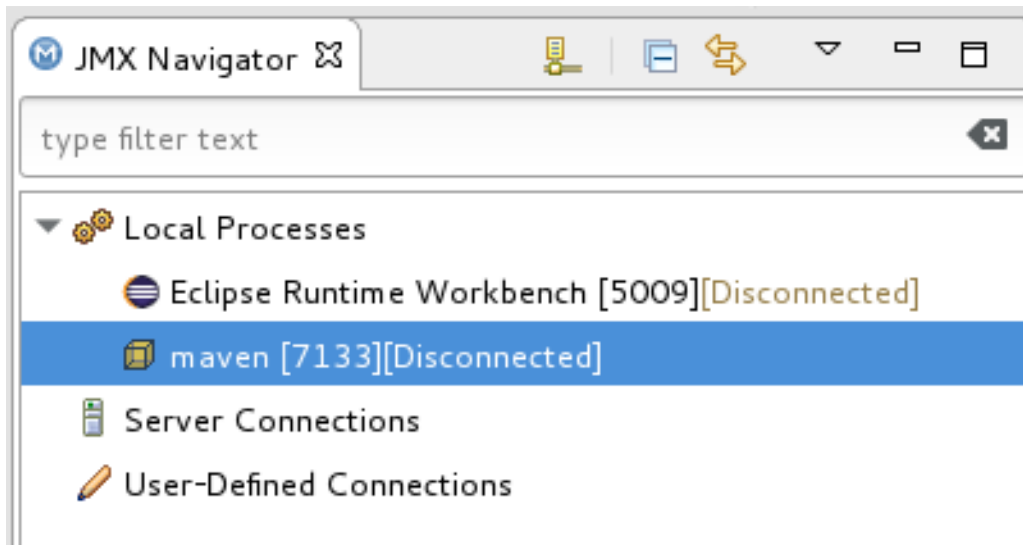 JMX Navigator
type filter text
Local Processes
Eclipse Runtime Workbench [5009][Disconnected]
maven [7133][Disconnected]
Server Connections
User-Defined Connections